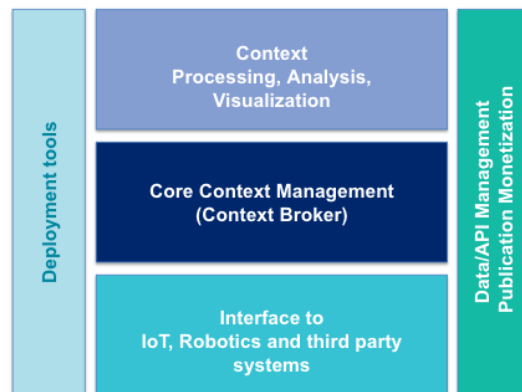 Deployment tools
Context
Processing, Analysis,
Visualization
Core Context Management
(Context Broker)
Interface to
IoT, Robotics and third party
systems
Data/API Management
Publication Monetization